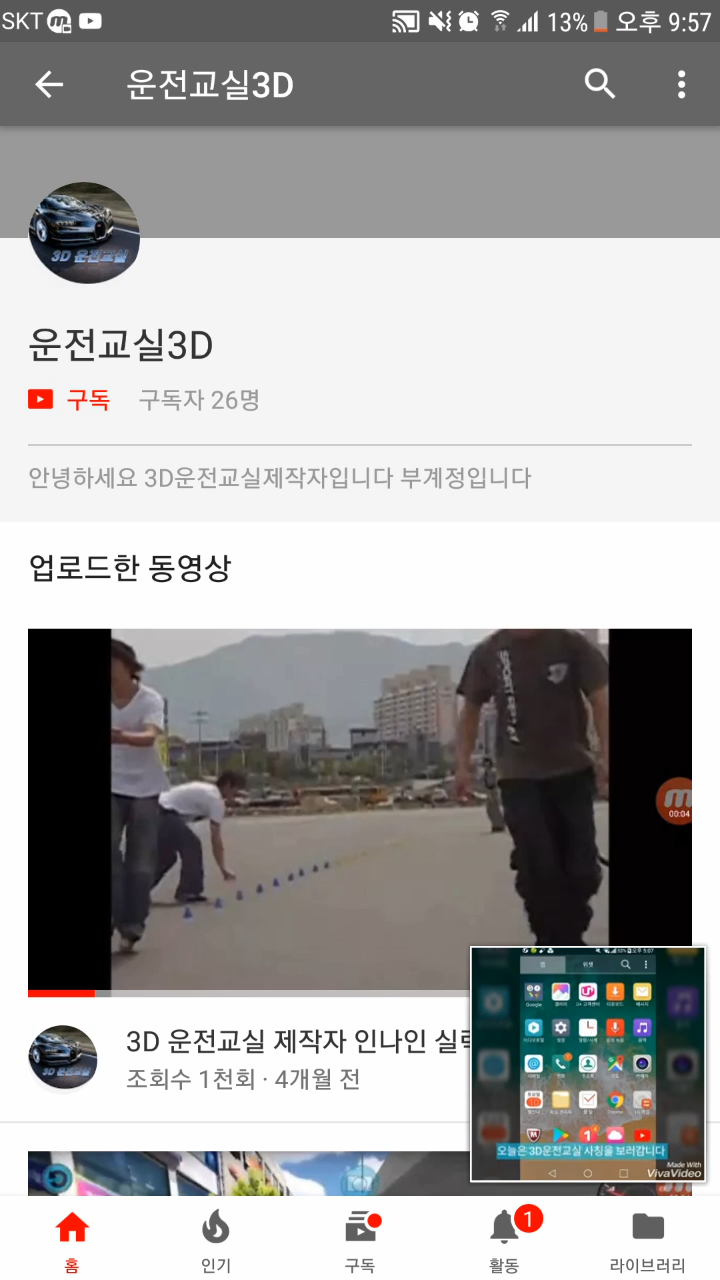 SKT 13% 오후 9:57
운전교실3D
3D 운전교실
운전교실3D
구독 구독자 26명
안녕하세요 3D운전교실제작자입니다 부계정입니다
업로드한 동영상
00:04
3D 운전교실 제작자 인나인 실력
조회수 1천회 · 4개월 전
오늘은 3D운전교실 사칭을 보러갑니다
Made With
VivaVideo
홈 인기 구독 활동 1 라이브러리